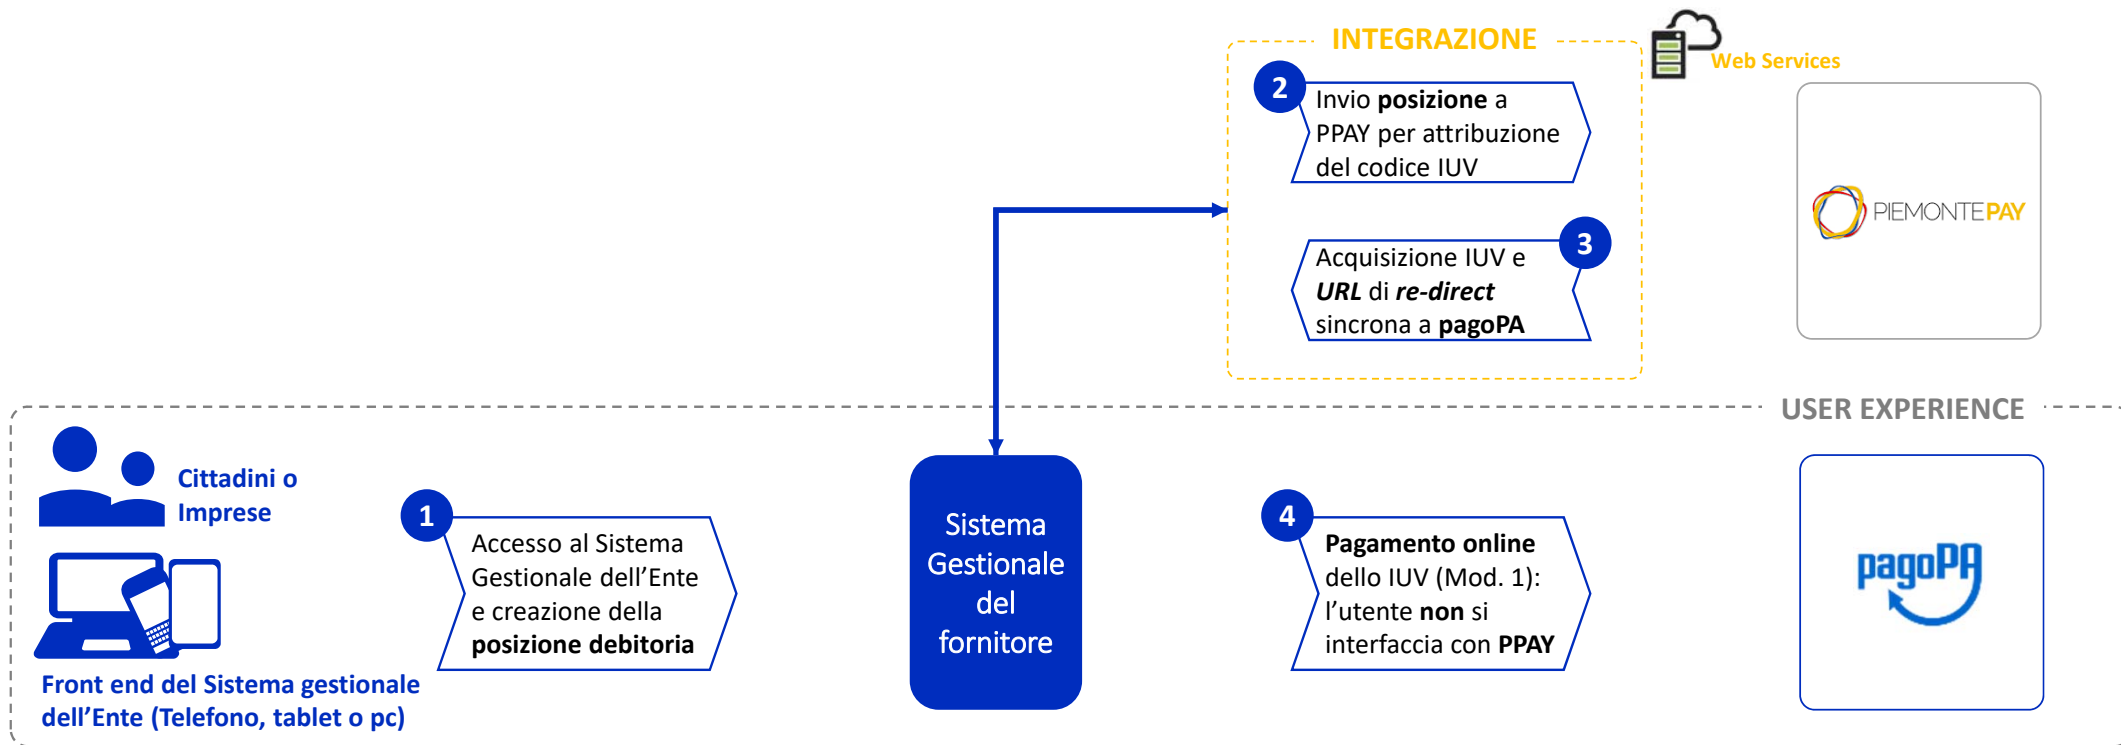 INTEGRAZIONE
Web Services
2
Invio posizione a
PPAY per attribuzione
del codice IUV
PIEMONTEPAY
3
Acquisizione IUV e
URL di re-direct
sincrona a pagoPA
USER EXPERIENCE
Cittadini o
Imprese
Front end del Sistema gestionale
dell'Ente (Telefono, tablet o pc)
1
Accesso al Sistema
Gestionale dell'Ente
e creazione della
posizione debitoria
Sistema
Gestionale
del
fornitore
4
Pagamento online
dello IUV (Mod. 1):
l'utente non si
interfaccia con PPAY
pagoPA